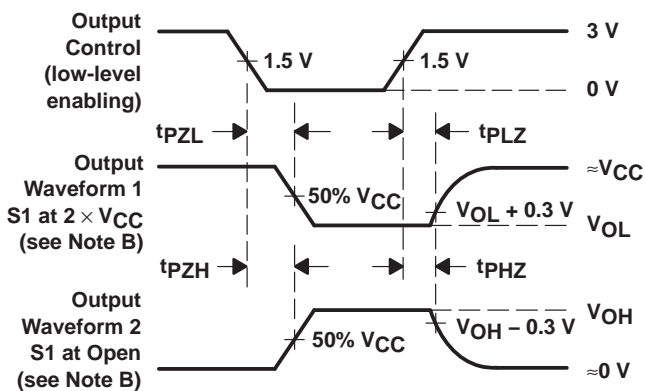 Output
Control
(low-level
enabling)
3 V
1.5 V
1.5 V
0 V
tPZL
tPLZ
Output
Waveform 1
S1 at 2 × VCC
(see Note B)
≈VCC
50% VCC
VOL + 0.3 V
VOL
tPZH
tPHZ
Output
Waveform 2
S1 at Open
(see Note B)
VOH
50% VCC
VOH − 0.3 V
≈0 V